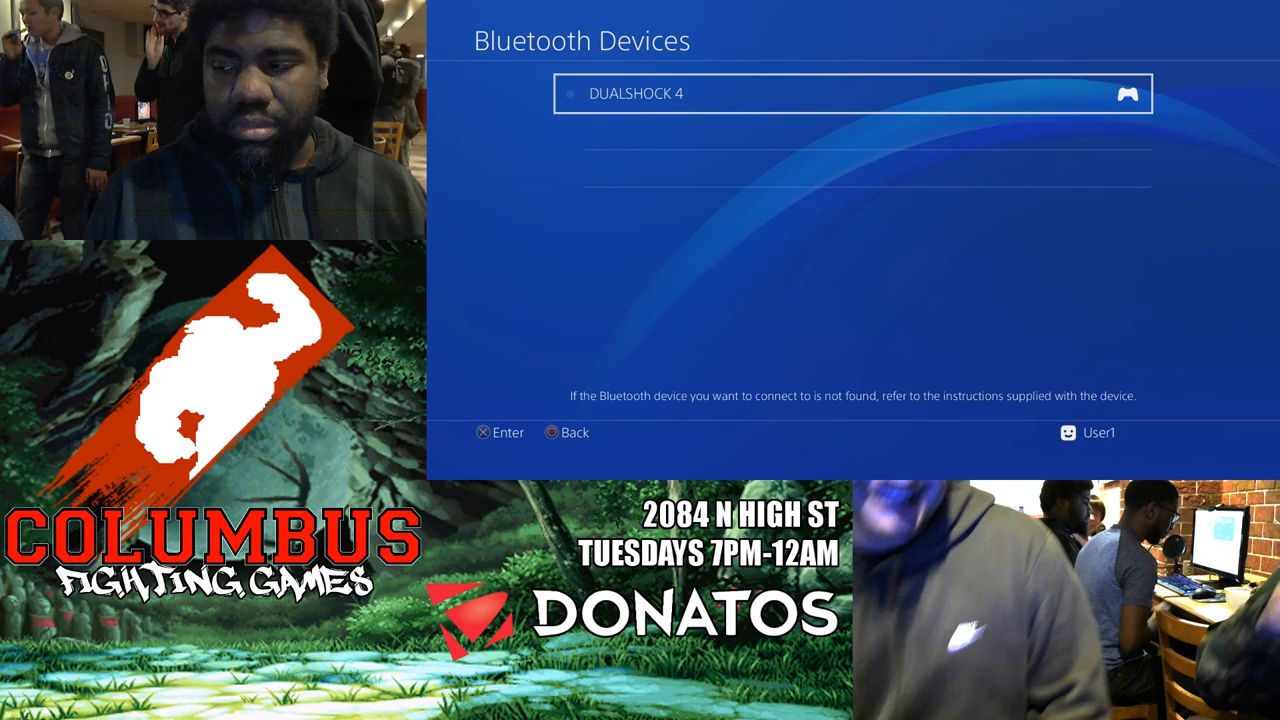 Bluetooth Devices
DUALSHOCK 4
If the Bluetooth device you want to connect to is not found, refer to the instructions supplied with the device.
Enter
Back
User1
COLUMBUS
FIGHTING GAMES
2084 N HIGH ST
TUESDAYS 7PM-12AM
DONATOS